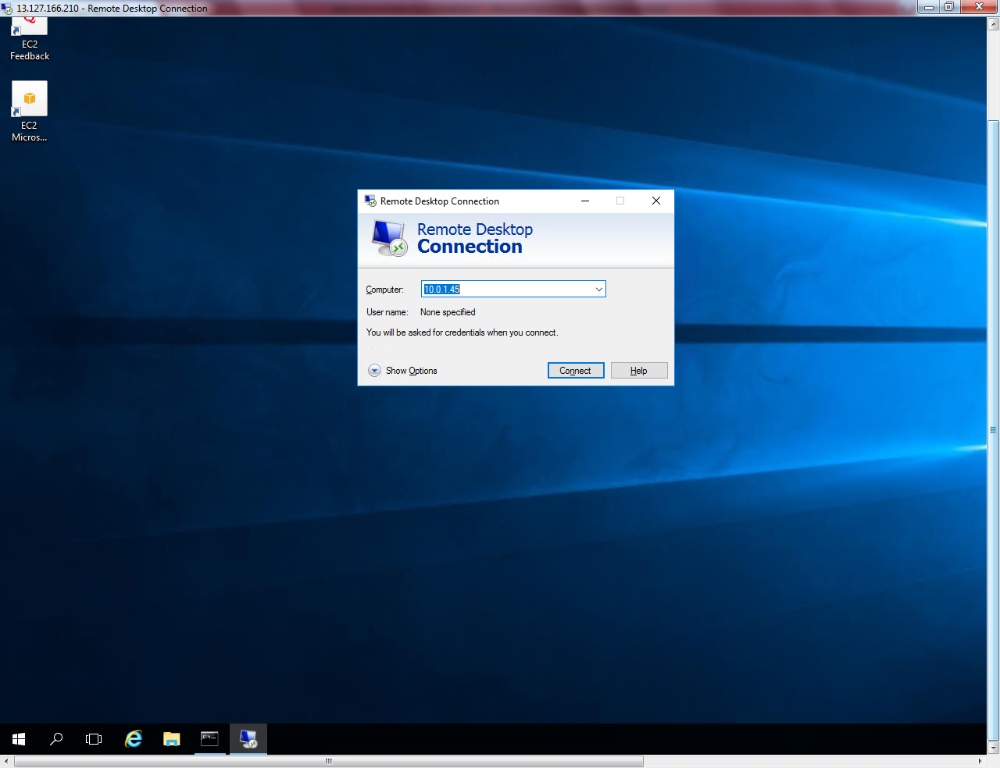 13.127.166.210 - Remote Desktop Connection
EC2
Feedback
EC2
Micros...
Remote Desktop Connection
Remote Desktop
Connection
Computer:
10.0.1.45
User name:
None specified
You will be asked for credentials when you connect.
Show Options
Connect
Help